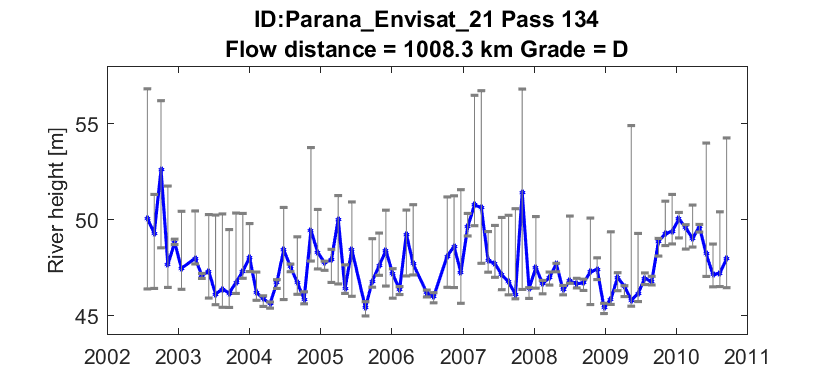 ID:Parana_Envisat_21 Pass 134
Flow distance = 1008.3 km Grade = D
River height [m]
55
50
45
2002 2003 2004 2005 2006 2007 2008 2009 2010 2011